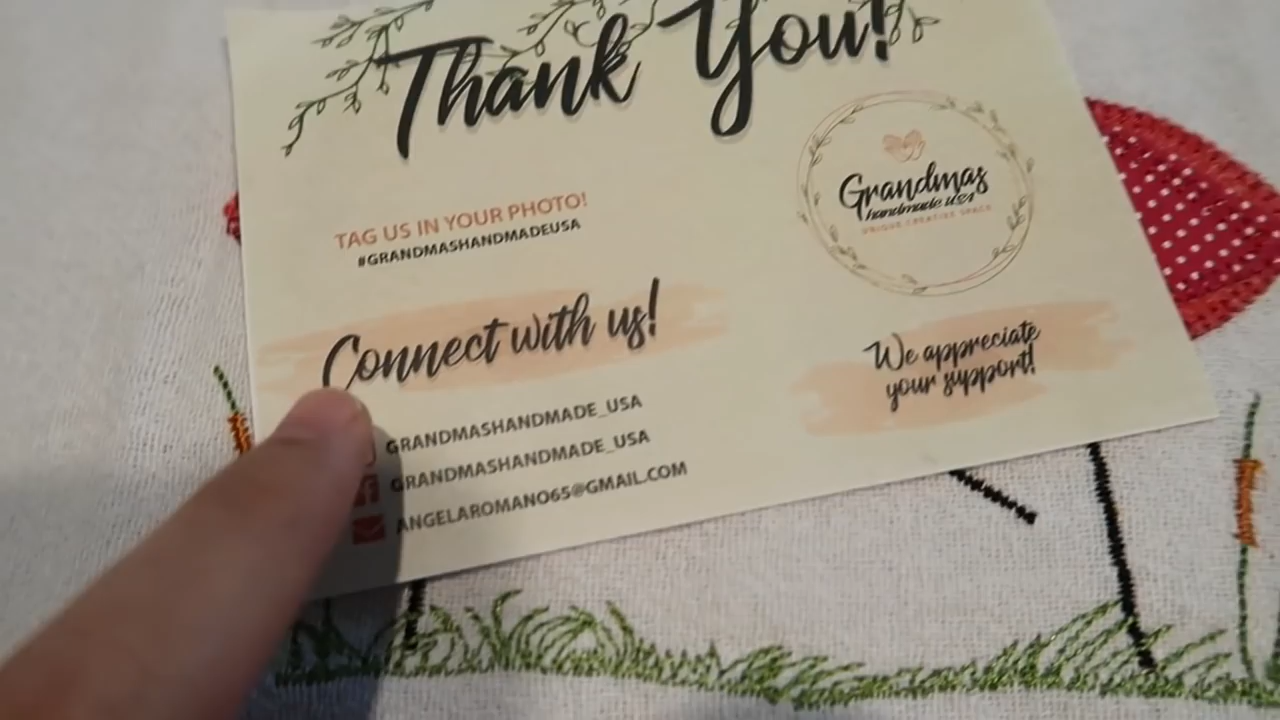 Thank You!
TAG US IN YOUR PHOTO!
#GRANDMASHANDMADEUSA
Connect with us!
GRANDMASHANDMADE_USA
GRANDMASHANDMADE_USA
ANGELAROMANO65@GMAIL.COM
Grandmas
handmade USA
UNIQUE CREATIVE SPACE
We appreciate
your support!